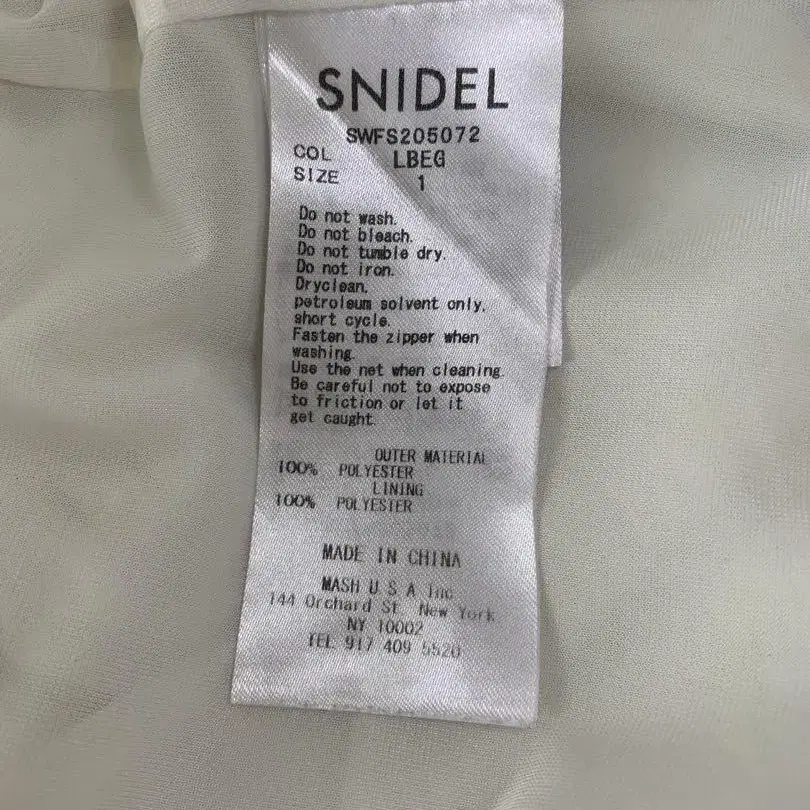 SNIDEL
SWFS205072
COL LBEG
SIZE 1
Do not wash.
Do not bleach.
Do not tumble dry.
Do not iron.
Dryclean,
petroleum solvent only,
short cycle.
Fasten the zipper when
washing.
Use the net when cleaning.
Be careful not to expose
to friction or let it
get caught.
OUTER MATERIAL
100% POLYESTER
LINING
100% POLYESTER
MADE IN CHINA
MASH U S A Inc
144 Orchard St New York
NY 10002
TEL 917 409 5520